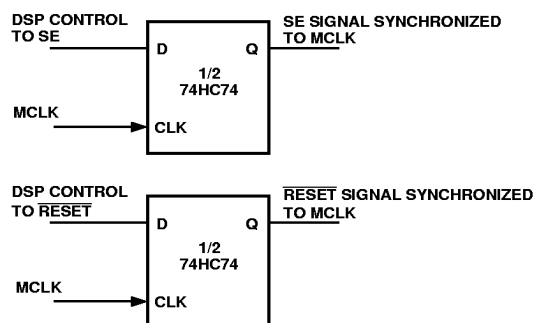 DSP CONTROL
TO SE
D
Q
SE SIGNAL SYNCHRONIZED
TO MCLK
1/2
74HC74
MCLK
CLK
DSP CONTROL
TO RESET
D
Q
RESET SIGNAL SYNCHRONIZED
TO MCLK
1/2
74HC74
MCLK
CLK